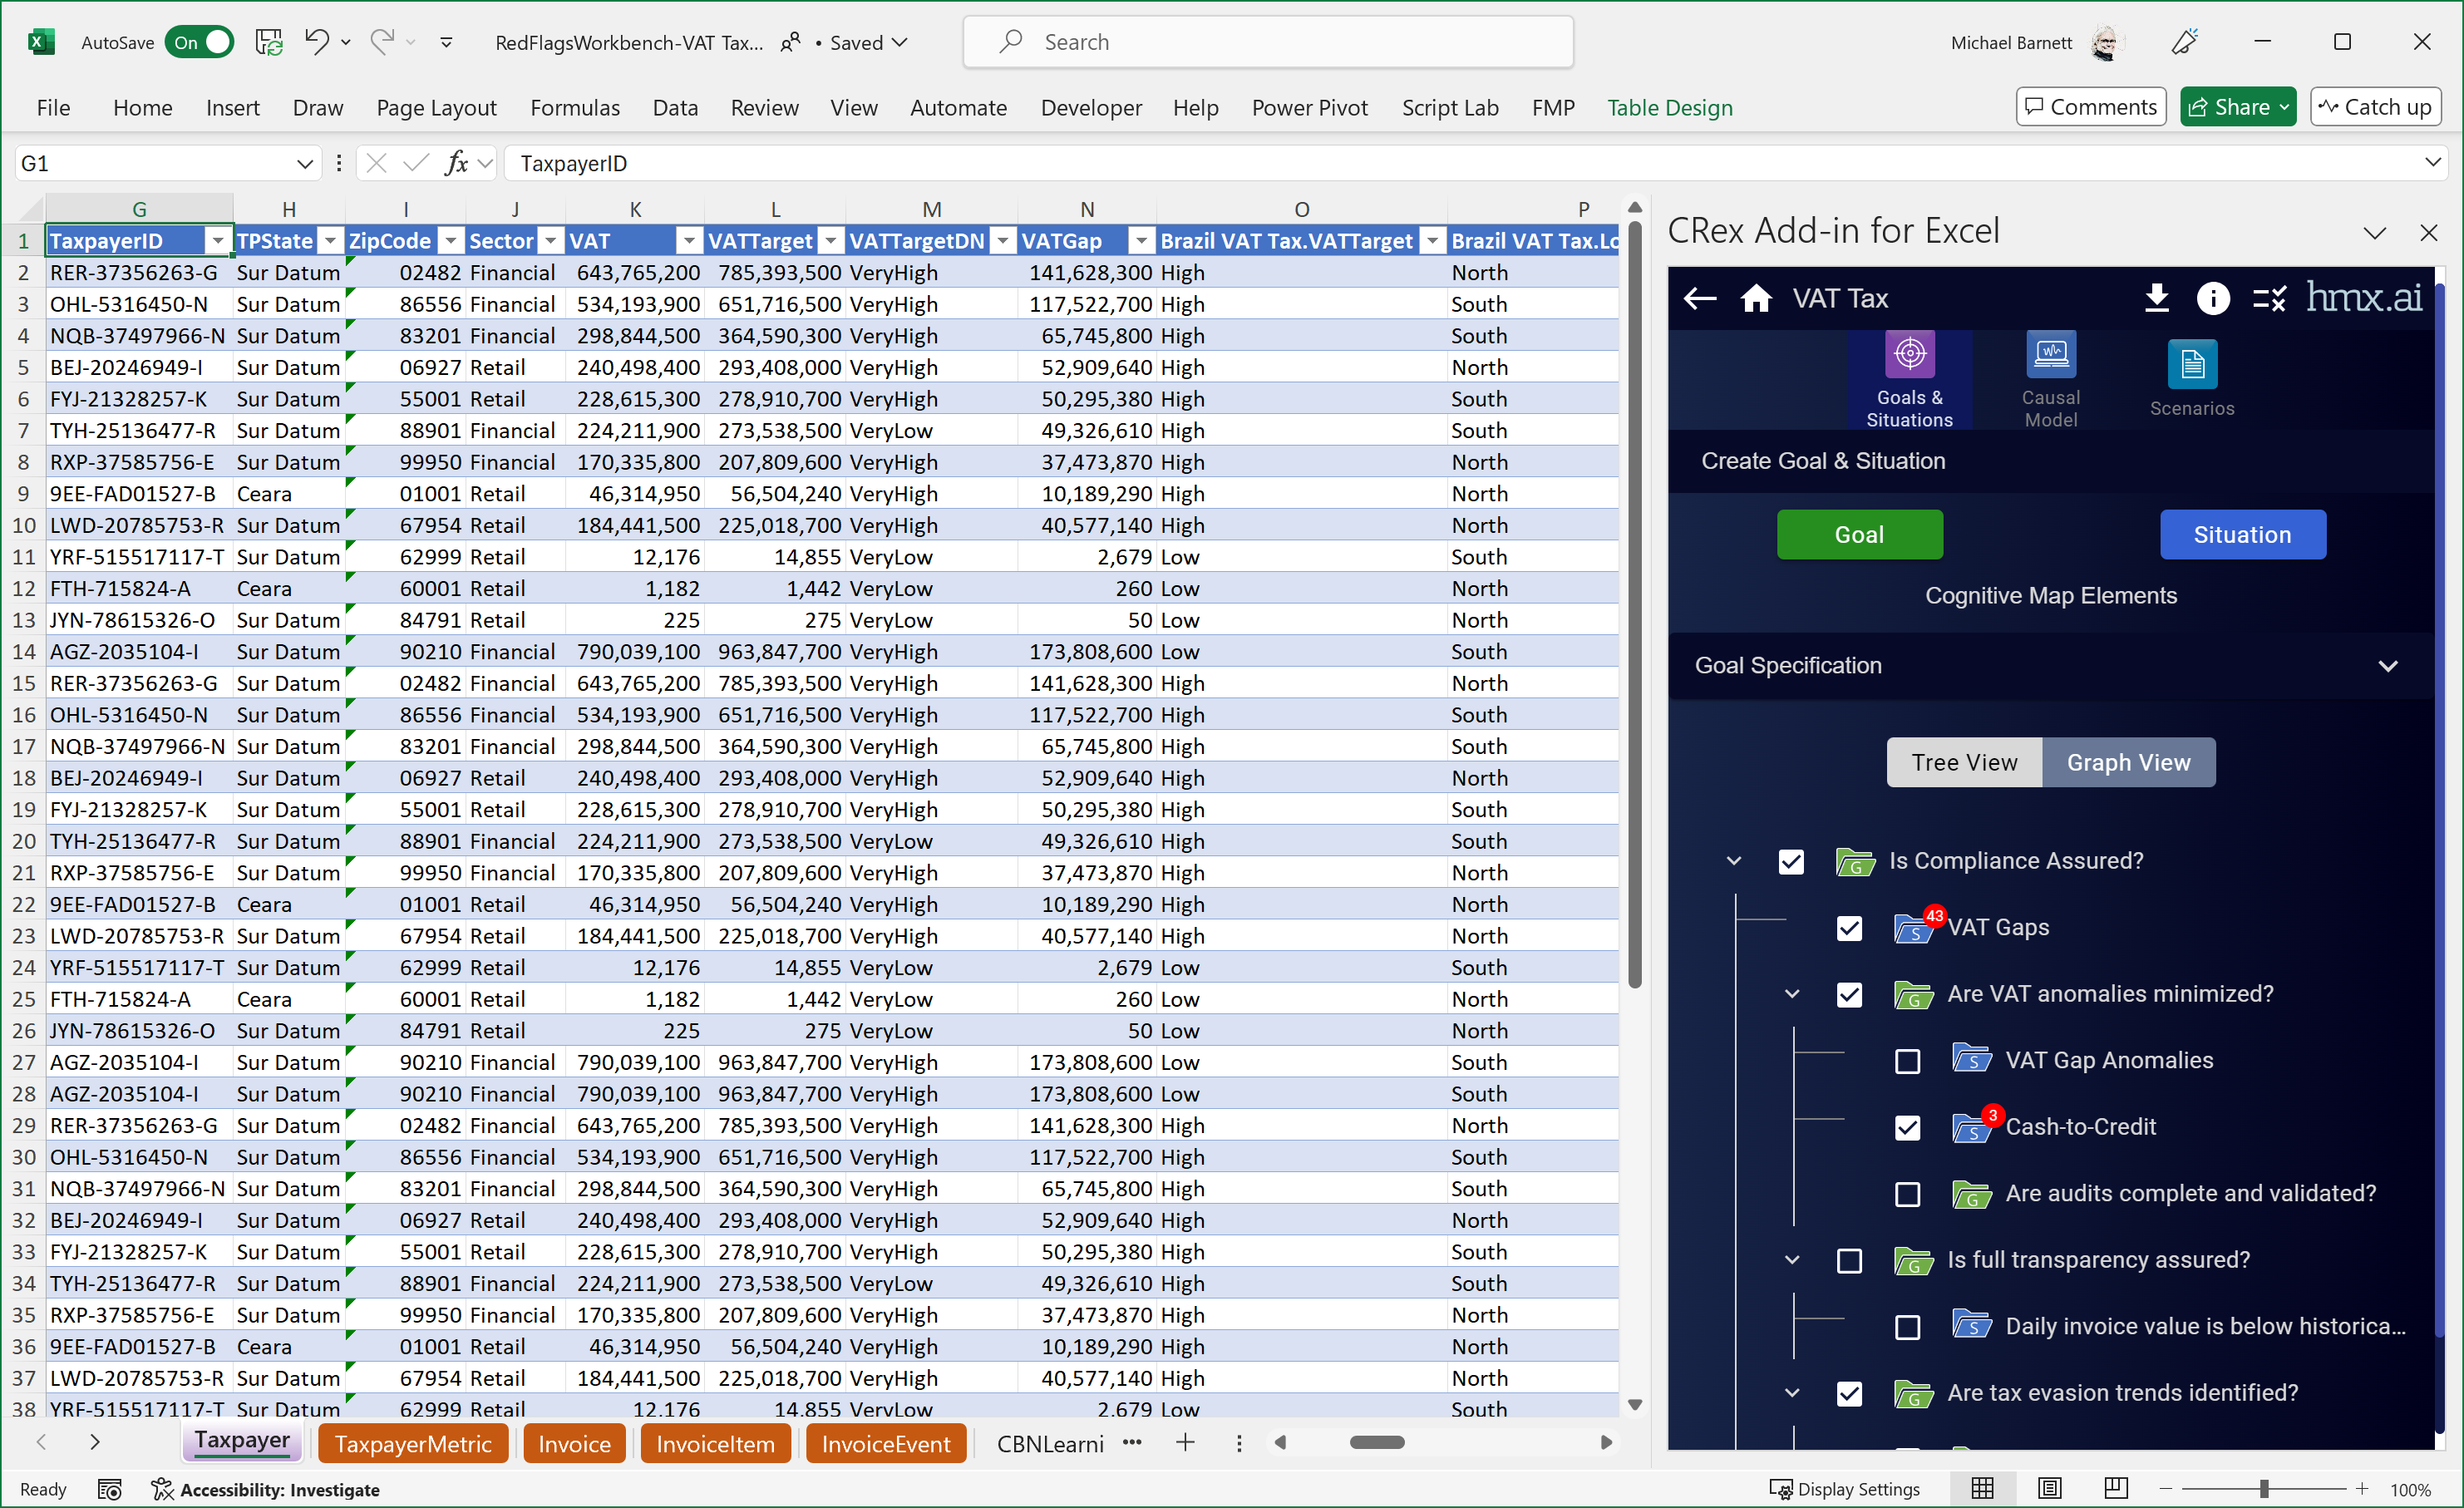 AutoSave On RedFlagsWorkbench-VAT Tax... • Saved Search Michael Barnett
File Home Insert Draw Page Layout Formulas Data Review View Automate Developer Help Power Pivot Script Lab FMP Table Design Comments Share Catch up
G1 fx TaxpayerID
G H I J K L M N O P
1 TaxpayerID TPState ZipCode Sector VAT VATTarget VATTargetDN VATGap Brazil VAT Tax.VATTarget Brazil VAT Tax.Lo
2 RER-37356263-G Sur Datum 02482 Financial 643,765,200 785,393,500 VeryHigh 141,628,300 High North
3 OHL-5316450-N Sur Datum 86556 Financial 534,193,900 651,716,500 VeryHigh 117,522,700 High South
4 NQB-37497966-N Sur Datum 83201 Financial 298,844,500 364,590,300 VeryHigh 65,745,800 High South
5 BEJ-20246949-I Sur Datum 06927 Retail 240,498,400 293,408,000 VeryHigh 52,909,640 High North
6 FYJ-21328257-K Sur Datum 55001 Retail 228,615,300 278,910,700 VeryHigh 50,295,380 High South
7 TYH-25136477-R Sur Datum 88901 Financial 224,211,900 273,538,500 VeryLow 49,326,610 High South
8 RXP-37585756-E Sur Datum 99950 Financial 170,335,800 207,809,600 VeryHigh 37,473,870 High North
9 9EE-FAD01527-B Ceara 01001 Retail 46,314,950 56,504,240 VeryHigh 10,189,290 High North
10 LWD-20785753-R Sur Datum 67954 Retail 184,441,500 225,018,700 VeryHigh 40,577,140 High North
11 YRF-515517117-T Sur Datum 62999 Retail 12,176 14,855 VeryLow 2,679 Low South
12 FTH-715824-A Ceara 60001 Retail 1,182 1,442 VeryLow 260 Low North
13 JYN-78615326-O Sur Datum 84791 Retail 225 275 VeryLow 50 Low North
14 AGZ-2035104-I Sur Datum 90210 Financial 790,039,100 963,847,700 VeryHigh 173,808,600 Low South
15 RER-37356263-G Sur Datum 02482 Financial 643,765,200 785,393,500 VeryHigh 141,628,300 High North
16 OHL-5316450-N Sur Datum 86556 Financial 534,193,900 651,716,500 VeryHigh 117,522,700 High South
17 NQB-37497966-N Sur Datum 83201 Financial 298,844,500 364,590,300 VeryHigh 65,745,800 High South
18 BEJ-20246949-I Sur Datum 06927 Retail 240,498,400 293,408,000 VeryHigh 52,909,640 High North
19 FYJ-21328257-K Sur Datum 55001 Retail 228,615,300 278,910,700 VeryHigh 50,295,380 High South
20 TYH-25136477-R Sur Datum 88901 Financial 224,211,900 273,538,500 VeryLow 49,326,610 High South
21 RXP-37585756-E Sur Datum 99950 Financial 170,335,800 207,809,600 VeryHigh 37,473,870 High North
22 9EE-FAD01527-B Ceara 01001 Retail 46,314,950 56,504,240 VeryHigh 10,189,290 High North
23 LWD-20785753-R Sur Datum 67954 Retail 184,441,500 225,018,700 VeryHigh 40,577,140 High North
24 YRF-515517117-T Sur Datum 62999 Retail 12,176 14,855 VeryLow 2,679 Low South
25 FTH-715824-A Ceara 60001 Retail 1,182 1,442 VeryLow 260 Low North
26 JYN-78615326-O Sur Datum 84791 Retail 225 275 VeryLow 50 Low North
27 AGZ-2035104-I Sur Datum 90210 Financial 790,039,100 963,847,700 VeryHigh 173,808,600 Low South
28 AGZ-2035104-I Sur Datum 90210 Financial 790,039,100 963,847,700 VeryHigh 173,808,600 Low South
29 RER-37356263-G Sur Datum 02482 Financial 643,765,200 785,393,500 VeryHigh 141,628,300 High North
30 OHL-5316450-N Sur Datum 86556 Financial 534,193,900 651,716,500 VeryHigh 117,522,700 High South
31 NQB-37497966-N Sur Datum 83201 Financial 298,844,500 364,590,300 VeryHigh 65,745,800 High South
32 BEJ-20246949-I Sur Datum 06927 Retail 240,498,400 293,408,000 VeryHigh 52,909,640 High North
33 FYJ-21328257-K Sur Datum 55001 Retail 228,615,300 278,910,700 VeryHigh 50,295,380 High South
34 TYH-25136477-R Sur Datum 88901 Financial 224,211,900 273,538,500 VeryLow 49,326,610 High South
35 RXP-37585756-E Sur Datum 99950 Financial 170,335,800 207,809,600 VeryHigh 37,473,870 High North
36 9EE-FAD01527-B Ceara 01001 Retail 46,314,950 56,504,240 VeryHigh 10,189,290 High North
37 LWD-20785753-R Sur Datum 67954 Retail 184,441,500 225,018,700 VeryHigh 40,577,140 High North
38 YRF-515517117-T Sur Datum 62999 Retail 12,176 14,855 VeryLow 2,679 Low South
Taxpayer TaxpayerMetric Invoice InvoiceItem InvoiceEvent CBNLearni ···
CRex Add-in for Excel
VAT Tax hmx.ai
Goals & Situations
Causal Model
Scenarios
Create Goal & Situation
Goal Situation
Cognitive Map Elements
Goal Specification
Tree View Graph View
G Is Compliance Assured?
S 43 VAT Gaps
G Are VAT anomalies minimized?
S VAT Gap Anomalies
S 3 Cash-to-Credit
G Are audits complete and validated?
G Is full transparency assured?
S Daily invoice value is below historica...
G Are tax evasion trends identified?
Ready Accessibility: Investigate Display Settings 100%